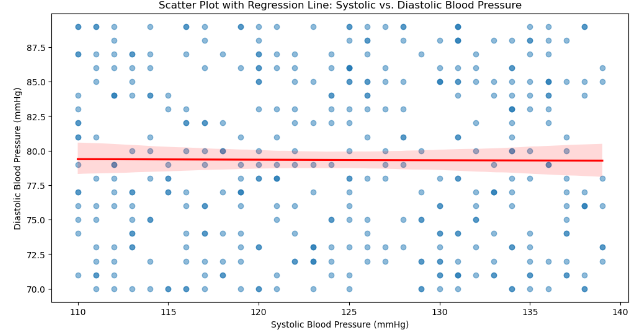 Scatter Plot with Regression Line: Systolic vs. Diastolic Blood Pressure
Diastolic Blood Pressure (mmHg)
87.5
85.0
82.5
80.0
77.5
75.0
72.5
70.0
110 115 120 125 130 135 140
Systolic Blood Pressure (mmHg)